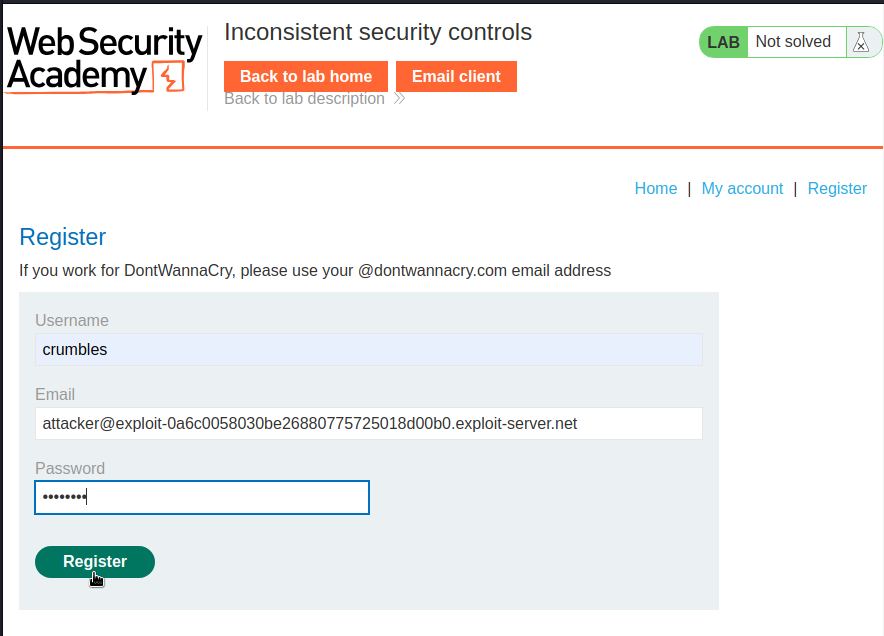 WebSecurity
Academy
Inconsistent security controls
LAB Not solved
Back to lab home Email client
Back to lab description
Home | My account | Register
Register
If you work for DontWannaCry, please use your @dontwannacry.com email address
Username
crumbles
Email
attacker@exploit-0a6c0058030be26880775725018d00b0.exploit-server.net
Password
••••••••
Register